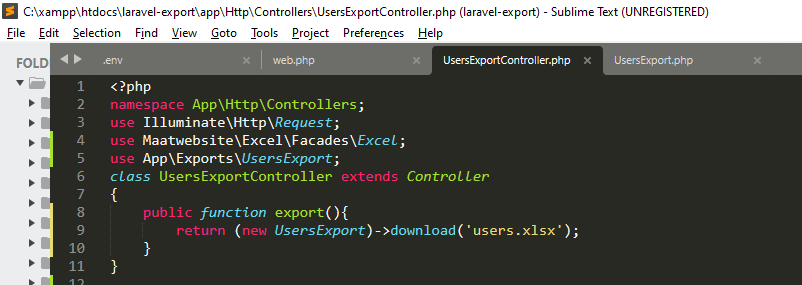 C:\xampp\htdocs\laravel-export\app\Http\Controllers\UsersExportController.php (laravel-export) - Sublime Text (UNREGISTERED)
File Edit Selection Find View Goto Tools Project Preferences Help
FOLD
.env web.php UsersExportController.php UsersExport.php
1 <?php
2 namespace App\Http\Controllers;
3 use Illuminate\Http\Request;
4 use Maatwebsite\Excel\Facades\Excel;
5 use App\Exports\UsersExport;
6 class UsersExportController extends Controller
7 {
8 public function export(){
9 return (new UsersExport)->download('users.xlsx');
10 }
11 }
12